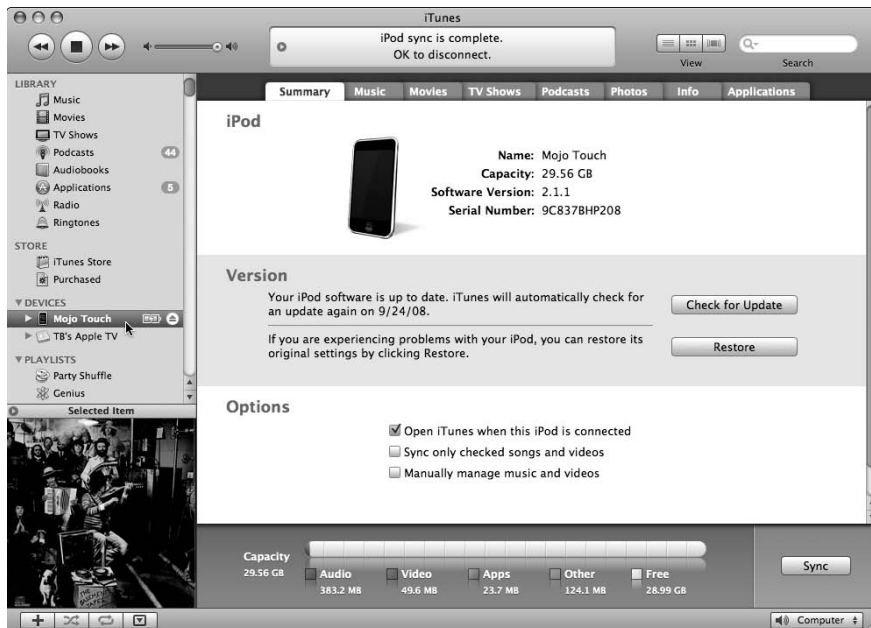 iTunes
iPod sync is complete.
OK to disconnect.
View
Search
LIBRARY
Music
Movies
TV Shows
Podcasts 44
Audiobooks
Applications 5
Radio
Ringtones
STORE
iTunes Store
Purchased
DEVICES
Mojo Touch
TB's Apple TV
PLAYLISTS
Party Shuffle
Genius
Selected Item
Summary Music Movies TV Shows Podcasts Photos Info Applications
iPod
Name: Mojo Touch
Capacity: 29.56 GB
Software Version: 2.1.1
Serial Number: 9C837BHP208
Version
Your iPod software is up to date. iTunes will automatically check for
an update again on 9/24/08.
Check for Update
If you are experiencing problems with your iPod, you can restore its
original settings by clicking Restore.
Restore
Options
Open iTunes when this iPod is connected
Sync only checked songs and videos
Manually manage music and videos
Capacity
29.56 GB
Audio
383.2 MB
Video
49.6 MB
Apps
23.7 MB
Other
124.1 MB
Free
28.99 GB
Sync
Computer